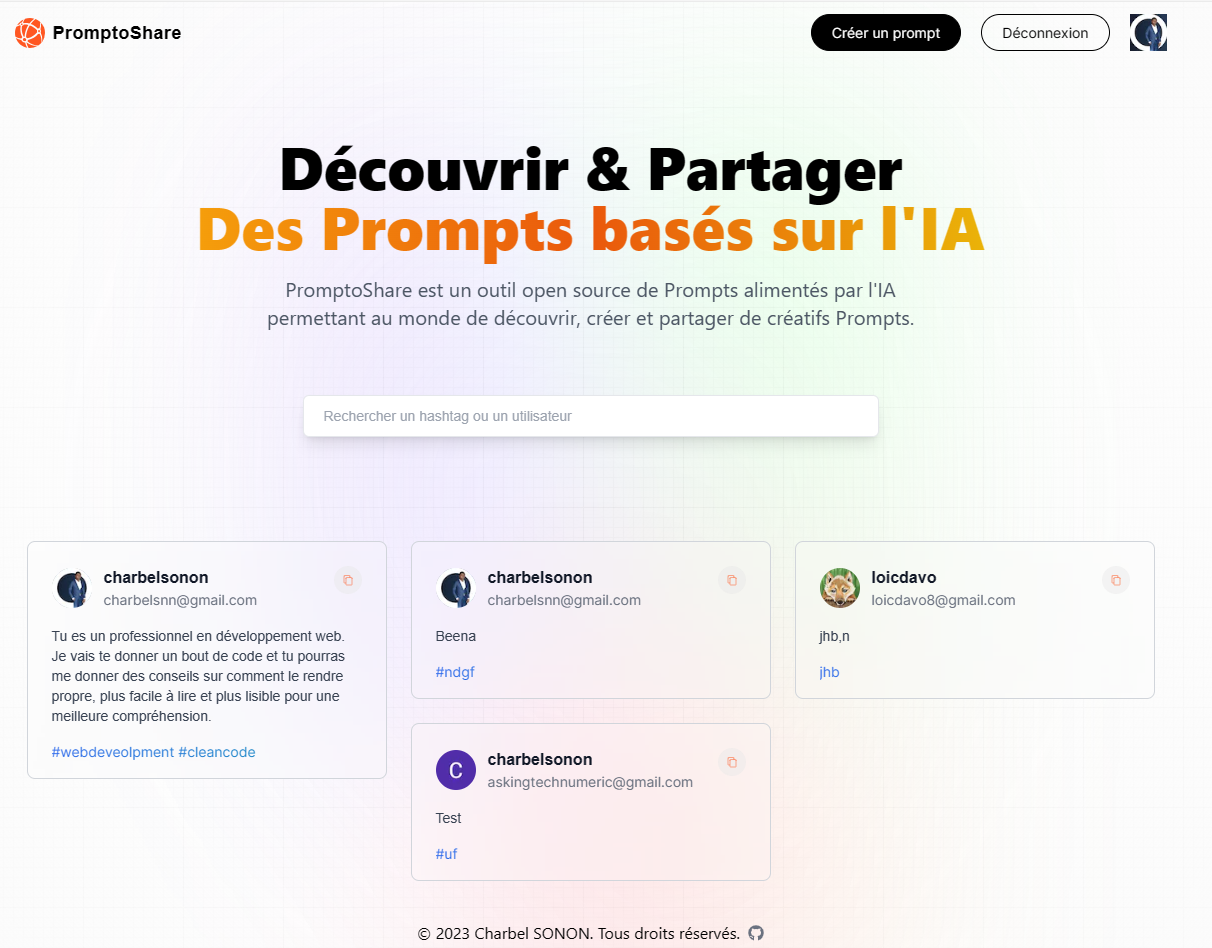 PromptoShare
Créer un prompt
Déconnexion
Découvrir & Partager
Des Prompts basés sur l'IA
PromptoShare est un outil open source de Prompts alimentés par l'IA
permettant au monde de découvrir, créer et partager de créatifs Prompts.
Rechercher un hashtag ou un utilisateur
charbelsonon
charbelsnn@gmail.com
Tu es un professionnel en développement web.
Je vais te donner un bout de code et tu pourras
me donner des conseils sur comment le rendre
propre, plus facile à lire et plus lisible pour une
meilleure compréhension.
#webdeveolpment #cleancode
charbelsonon
charbelsnn@gmail.com
Beena
#ndgf
loicdavo
loicdavo8@gmail.com
jhb,n
jhb
C
charbelsonon
askingtechnumeric@gmail.com
Test
#uf
© 2023 Charbel SONON. Tous droits réservés.